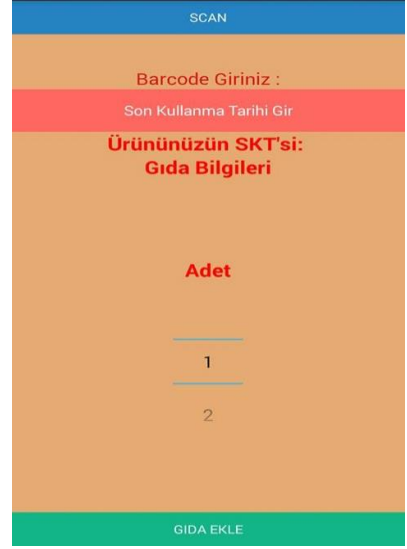 SCAN
Barcode Giriniz :
Son Kullanma Tarihi Gir
Ürününüzün SKT'si:
Gıda Bilgileri
Adet
1
2
GIDA EKLE